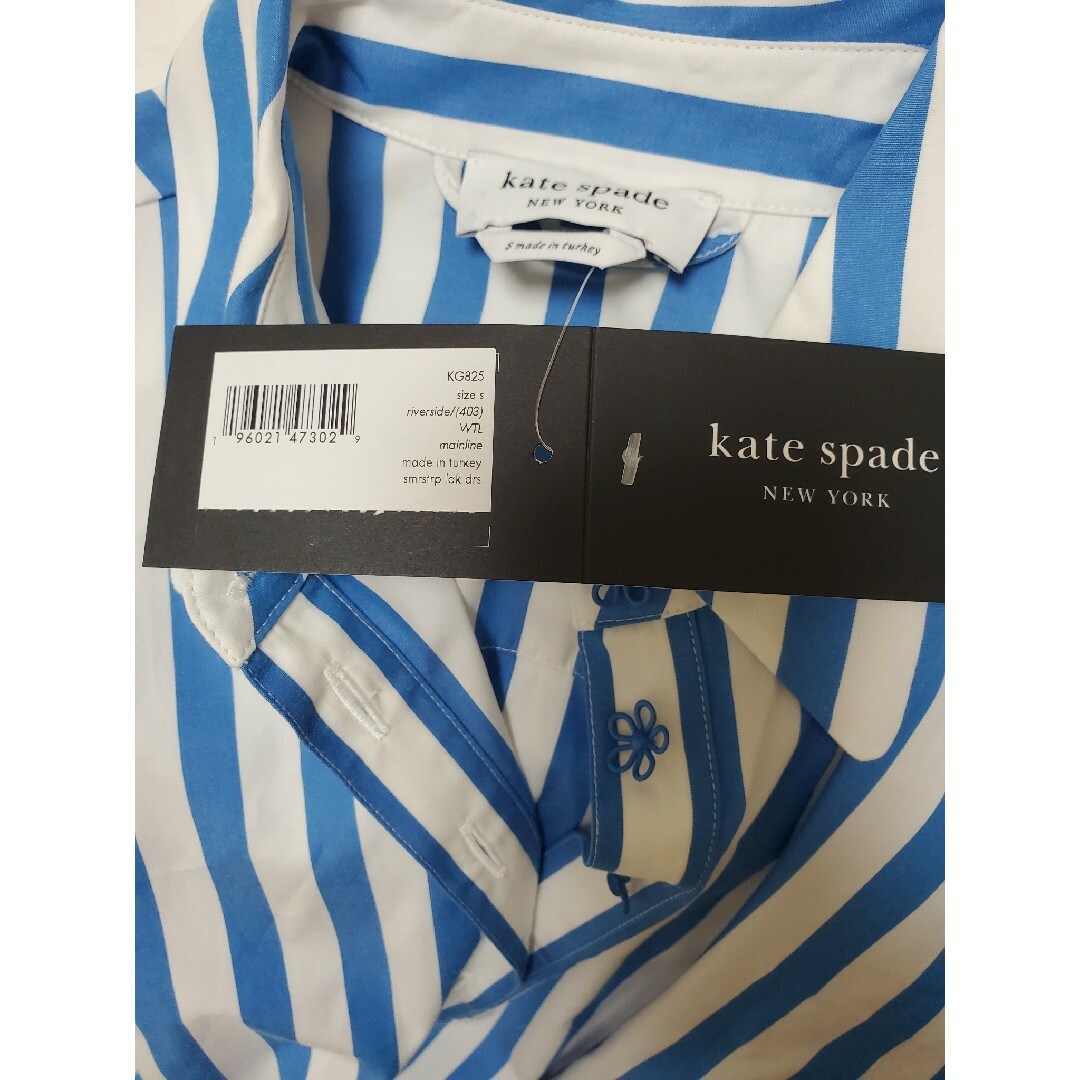 kate spade
NEW YORK
S made in turkey
KG825
size s
riverside/(403)
WTL
mainline
made in turkey
smrstrp lak drs
1 96021 47302 9
kate spade
NEW YORK